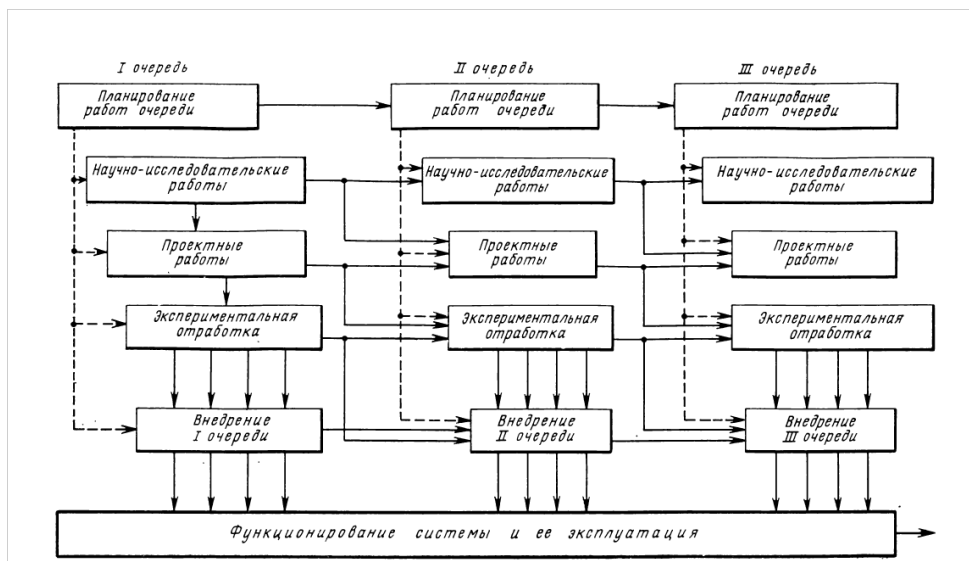 I очередь
II очередь
III очередь
Планирование
работ очереди
Планирование
работ очереди
Планирование
работ очереди
Научно-исследовательские
работы
Научно-исследовательские
работы
Научно-исследовательские
работы
Проектные
работы
Проектные
работы
Проектные
работы
Экспериментальная
отработка
Экспериментальная
отработка
Экспериментальная
отработка
Внедрение
I очереди
Внедрение
II очереди
Внедрение
III очереди
Функционирование системы и ее эксплуатация